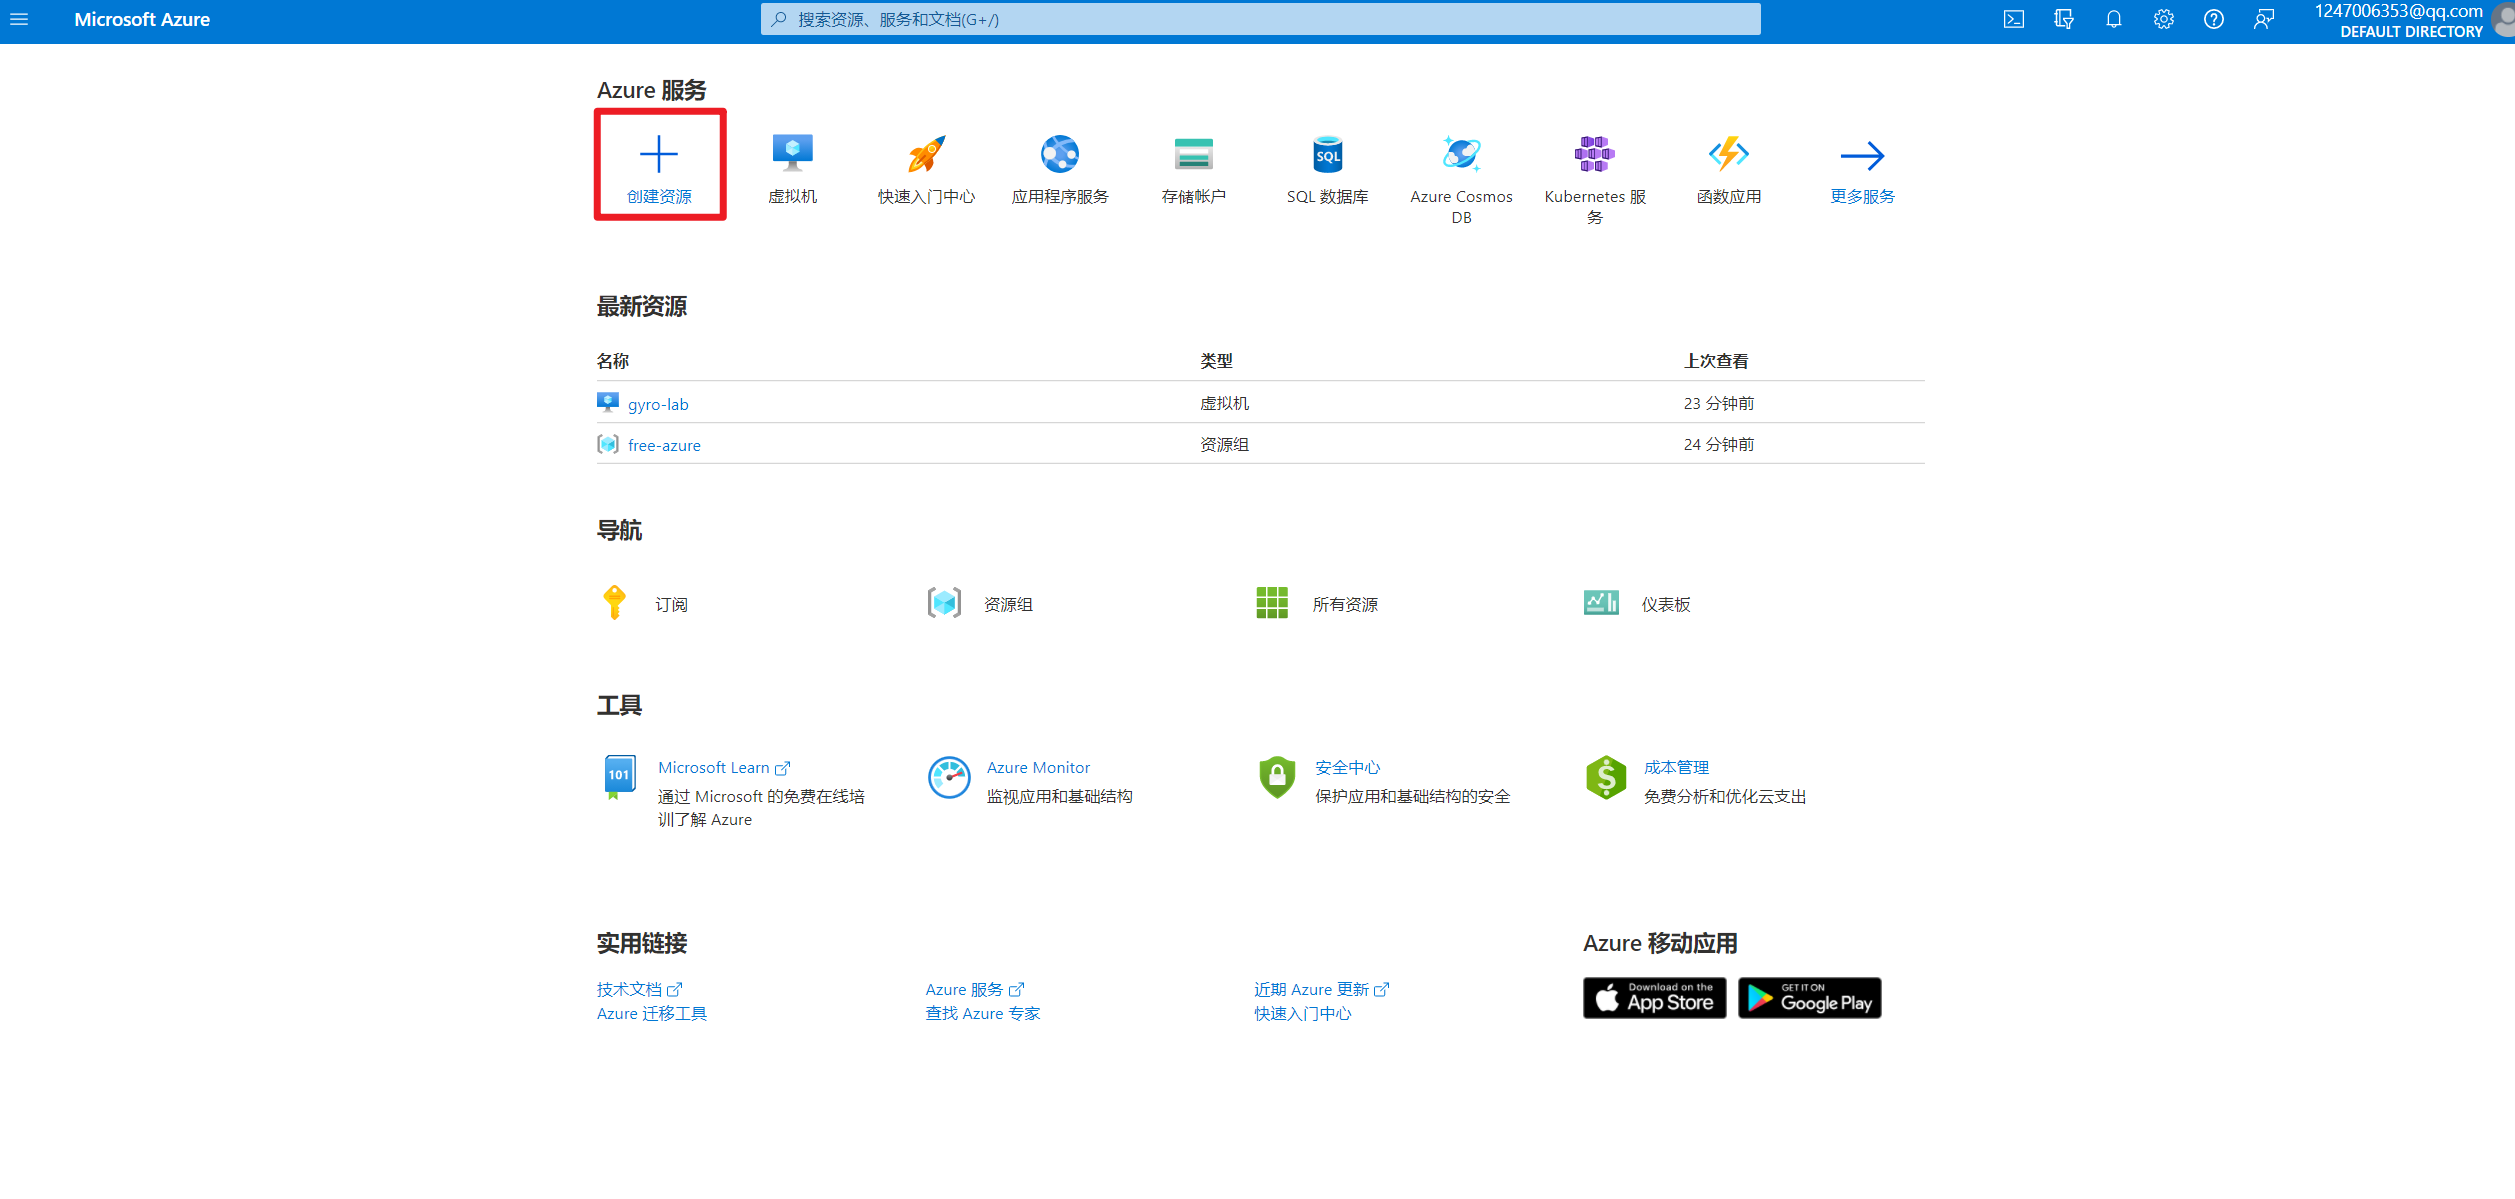 Microsoft Azure
搜索资源、服务和文档(G+/)
1247006353@qq.com
DEFAULT DIRECTORY
Azure 服务
创建资源
虚拟机
快速入门中心
应用程序服务
存储帐户
SQL
SQL 数据库
Azure Cosmos
DB
Kubernetes 服
务
函数应用
更多服务
最新资源
名称
类型
上次查看
gyro-lab
虚拟机
23 分钟前
free-azure
资源组
24 分钟前
导航
订阅
资源组
所有资源
仪表板
工具
101
Microsoft Learn
通过 Microsoft 的免费在线培
训了解 Azure
Azure Monitor
监视应用和基础结构
安全中心
保护应用和基础结构的安全
成本管理
免费分析和优化云支出
实用链接
技术文档
Azure 迁移工具
Azure 服务
查找 Azure 专家
近期 Azure 更新
快速入门中心
Azure 移动应用
Download on the
App Store
GET IT ON
Google Play